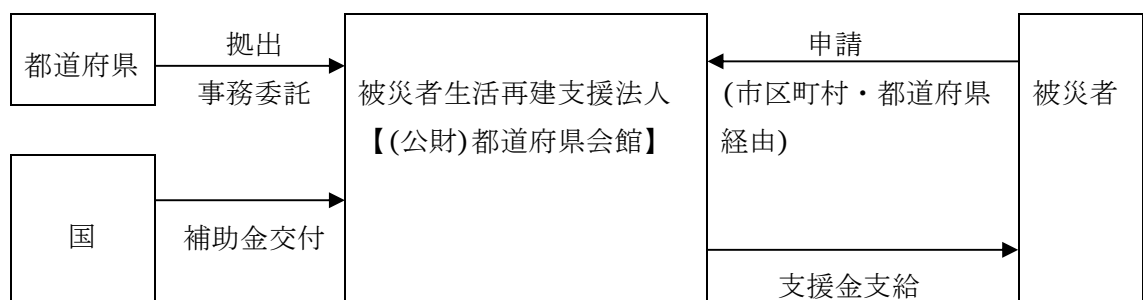 都道府県
拠出
事務委託
被災者生活再建支援法人
【(公財)都道府県会館】
申請
(市区町村・都道府県
経由)
被災者
国
補助金交付
支援金支給